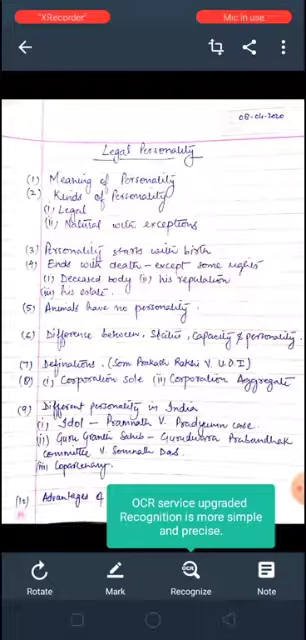 "XRecorder"
Mic in use
08-04-2020
Legal Personality
(1) Meaning of Personality
(2) Kinds of Personality
(i) Legal
(ii) Natural with exceptions
(3) Personality starts with birth
(4) Ends with death - except some rights
(i) Deceased body (ii) his reputation
(iii) his estate.
(5) Animals have no personality.
(6) Difference between, Status, Capacity & personality
(7) Definations. (Som Prakash Rekhi V. U.O.I)
(8) (i) Corporation Sole (ii) Corporation Aggregate
(9) Different personality in India
(i) Idol - Pramnath V. Pradyumn case.
(ii) Guru Granth Sahib - Gurudwara Prabandhak
committee V. Somnath Das.
(iii) Coparcenary.
(10) Advantages of
OCR service upgraded
Recognition is more simple
and precise.
Rotate
Mark
OCR
Recognize
Note